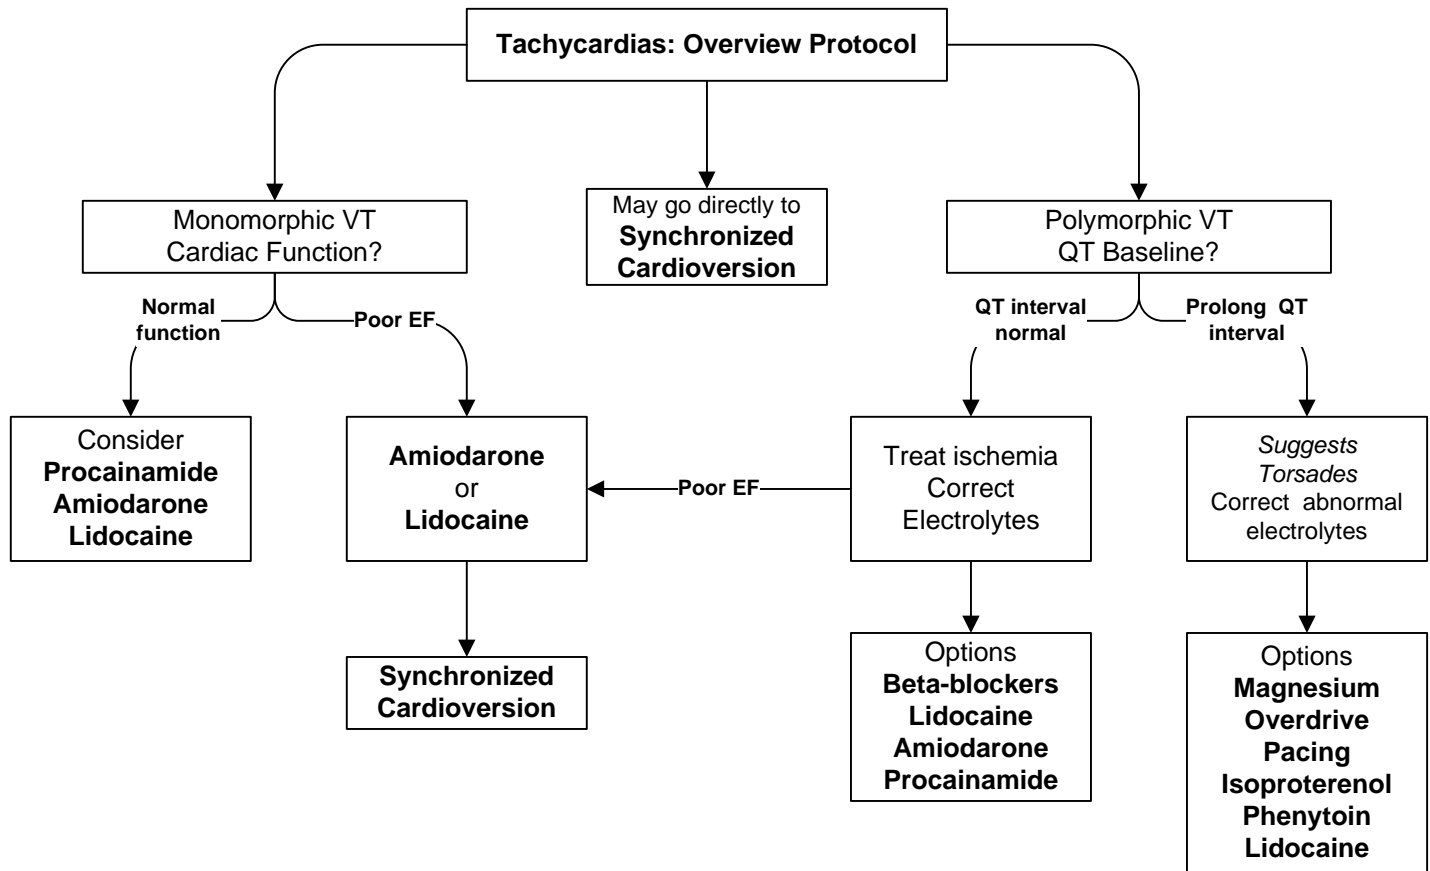 Tachycardias: Overview Protocol
Monomorphic VT
Cardiac Function?
May go directly to
Synchronized
Cardioversion
Polymorphic VT
QT Baseline?
Normal
function
Poor EF
QT interval
normal
Prolong QT
interval
Consider
Procainamide
Amiodarone
Lidocaine
Amiodarone
or
Lidocaine
Poor EF
Treat ischemia
Correct
Electrolytes
Suggests
Torsades
Correct abnormal
electrolytes
Synchronized
Cardioversion
Options
Beta-blockers
Lidocaine
Amiodarone
Procainamide
Options
Magnesium
Overdrive
Pacing
Isoproterenol
Phenytoin
Lidocaine